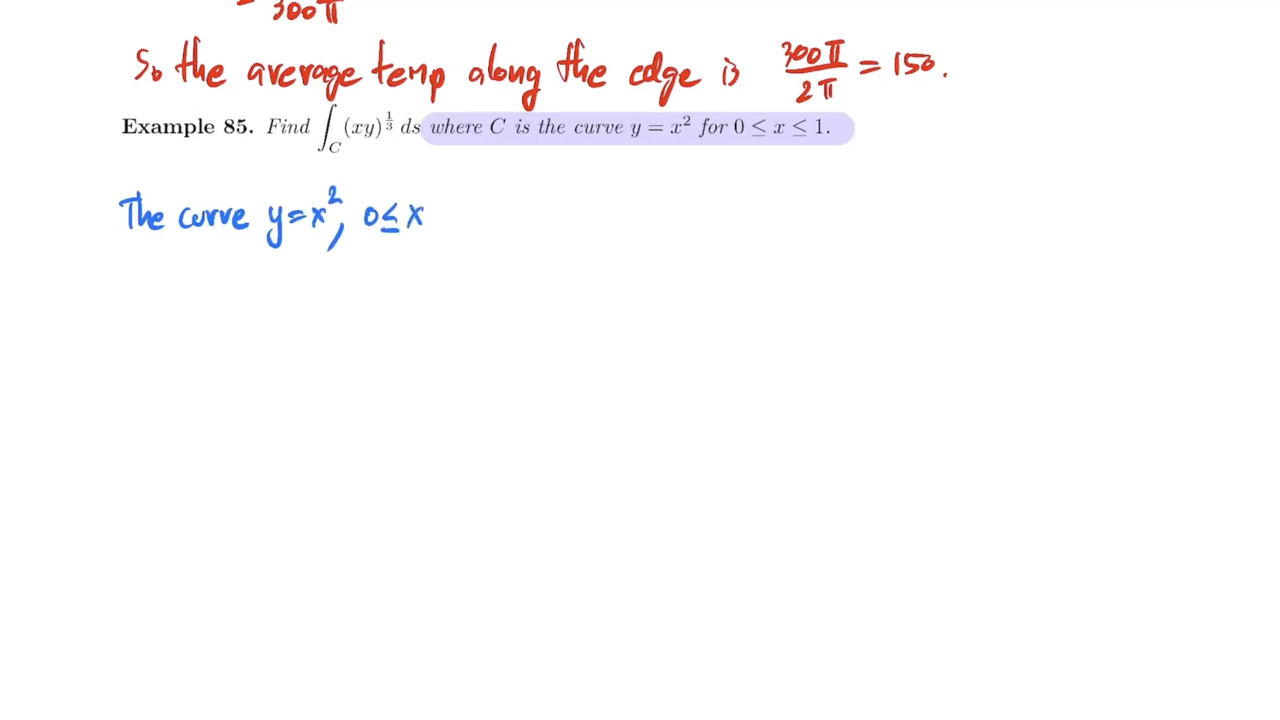 300π
So the average temp along the edge is 300π/2π = 150.
Example 85. Find ∫_C (xy)^{1/3} ds where C is the curve y = x² for 0 ≤ x ≤ 1.
The curve y=x², 0≤x